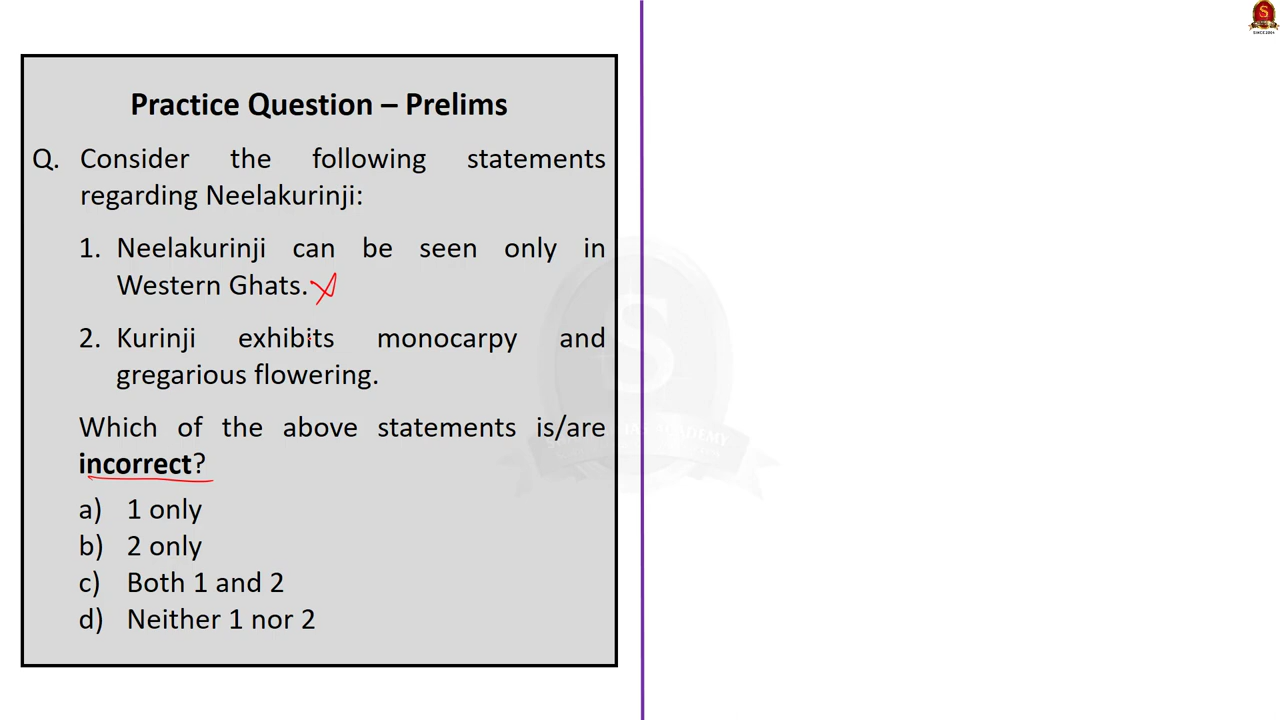 S
SINCE 2004
Practice Question – Prelims
Q. Consider the following statements
regarding Neelakurinji:
1. Neelakurinji can be seen only in
Western Ghats.
2. Kurinji exhibits monocarpy and
gregarious flowering.
Which of the above statements is/are
incorrect?
a) 1 only
b) 2 only
c) Both 1 and 2
d) Neither 1 nor 2